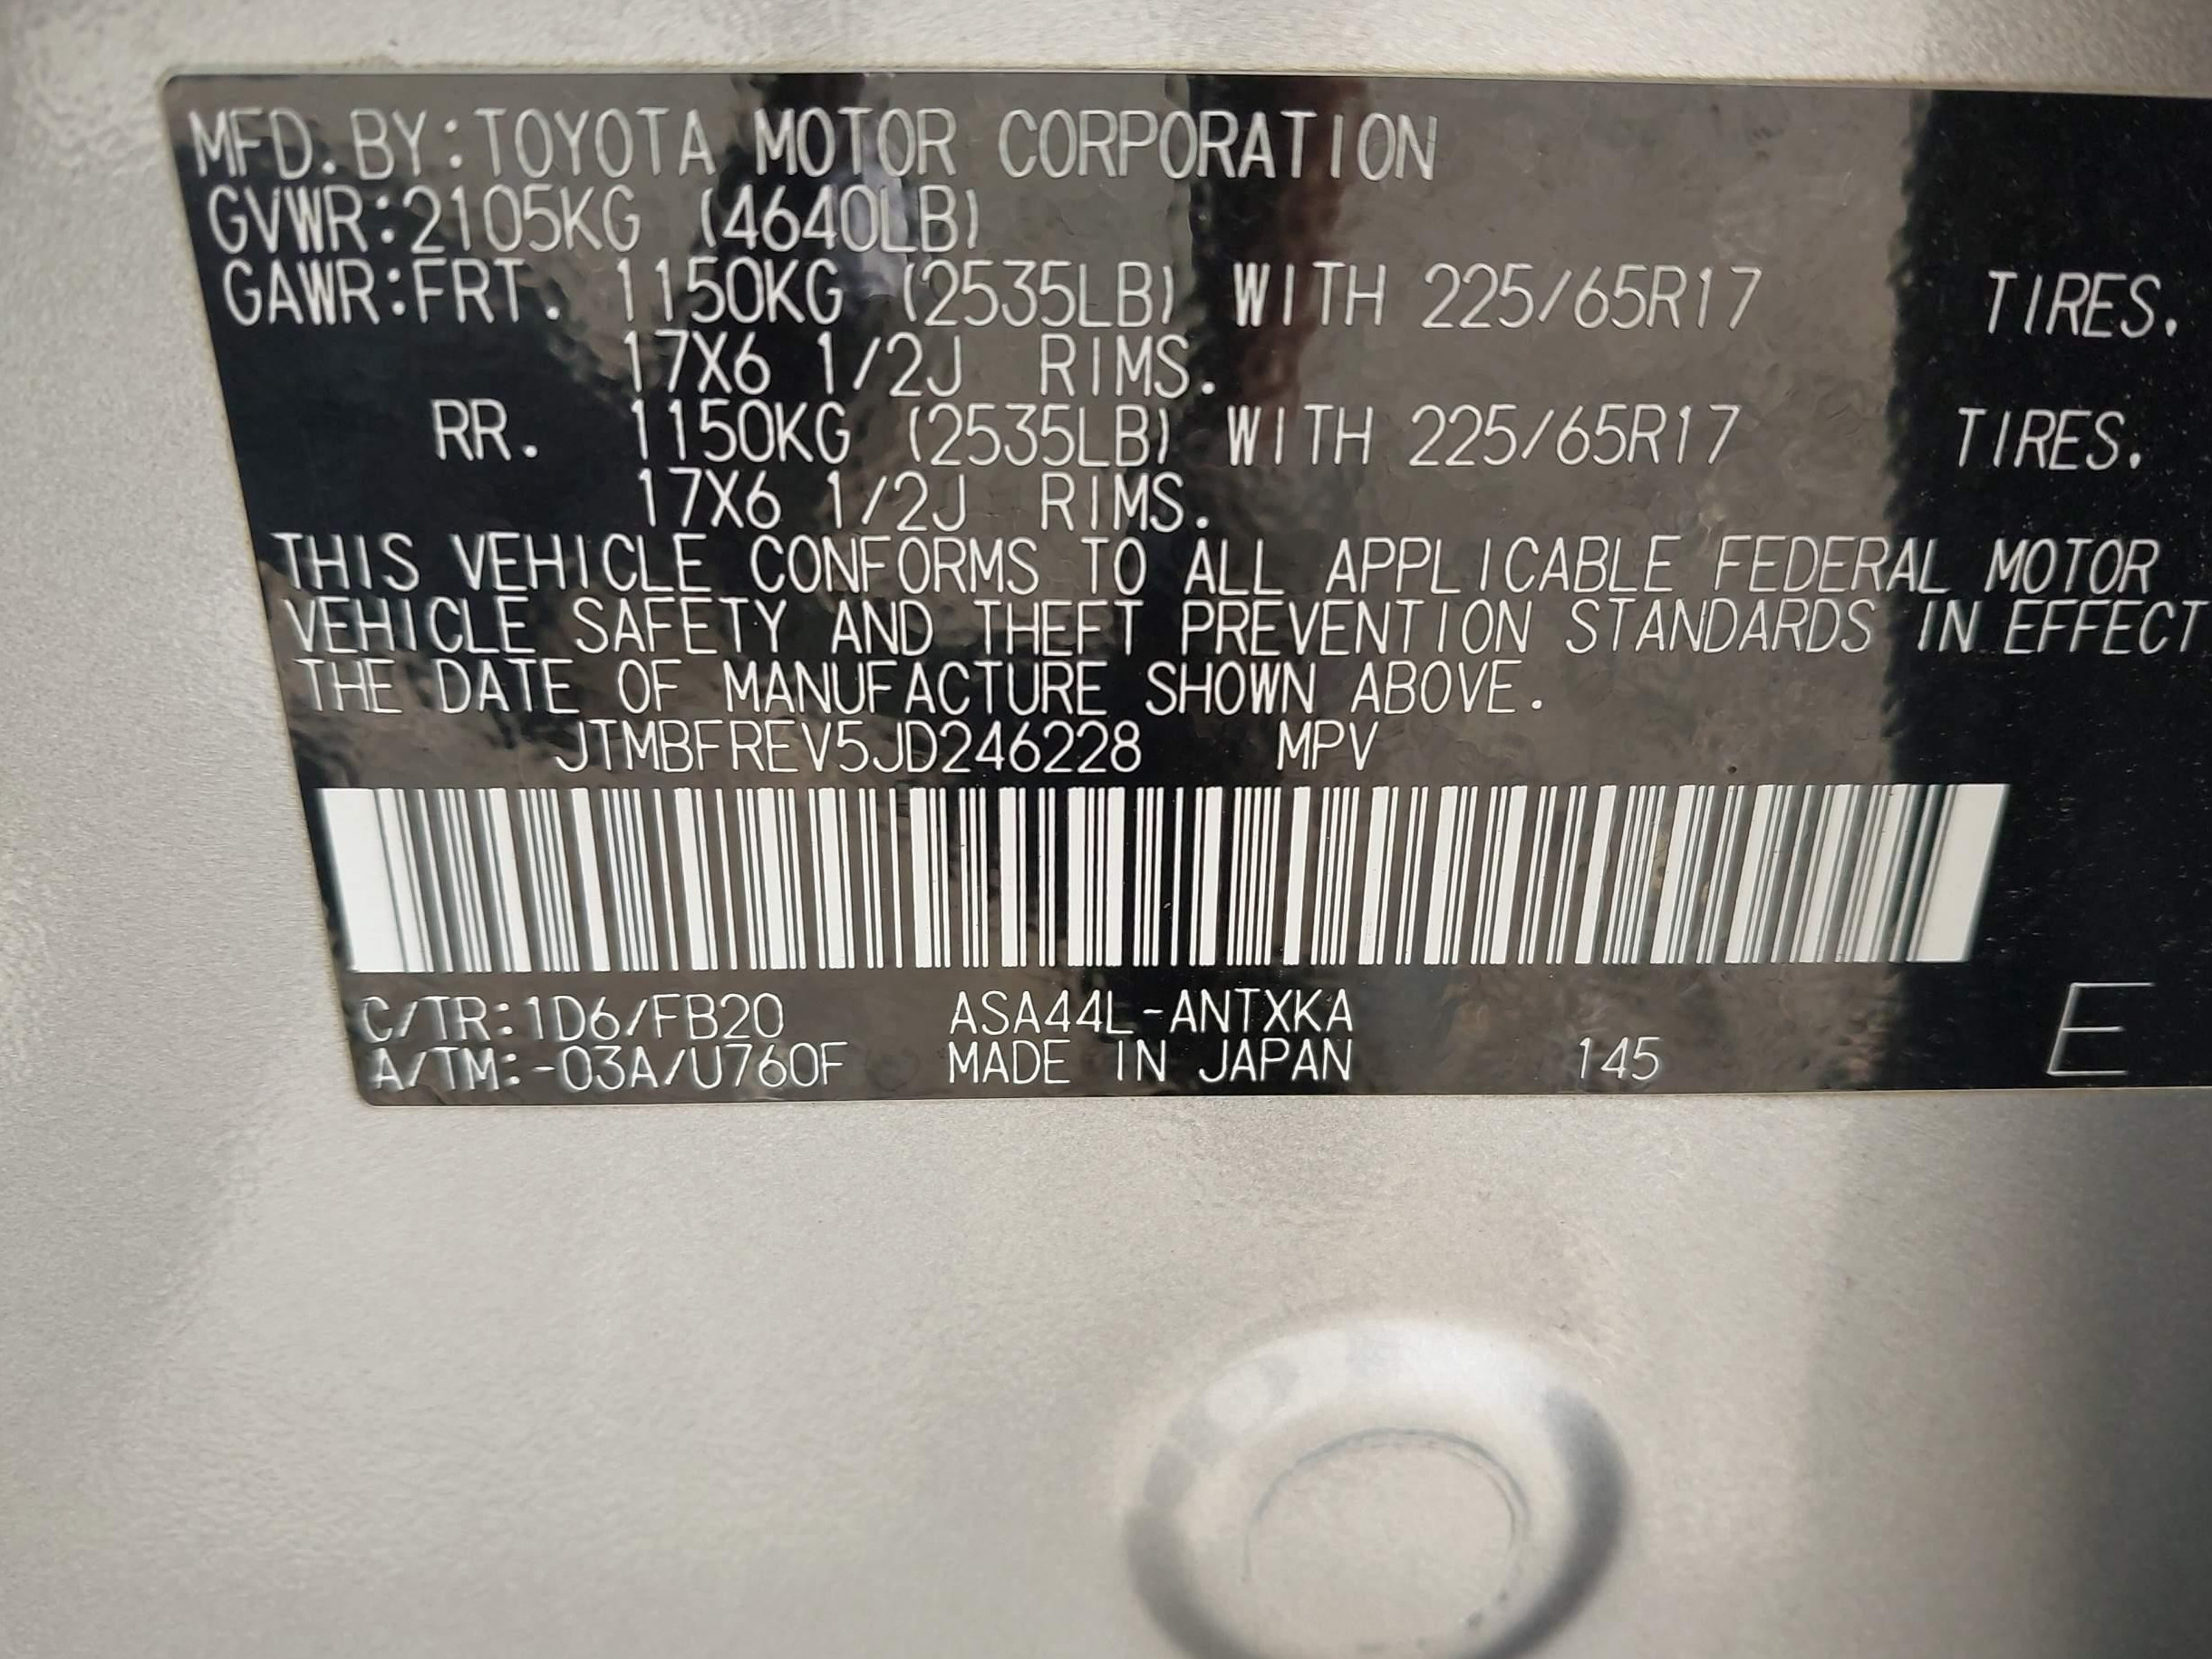 MFD.BY:TOYOTA MOTOR CORPORATION
GVWR:2105KG (4640LB)
GAWR:FRT. 1150KG (2535LB) WITH 225/65R17 TIRES.
17X6 1/2J RIMS.
RR. 1150KG (2535LB) WITH 225/65R17 TIRES.
17X6 1/2J RIMS.
THIS VEHICLE CONFORMS TO ALL APPLICABLE FEDERAL MOTOR
VEHICLE SAFETY AND THEFT PREVENTION STANDARDS IN EFFECT
THE DATE OF MANUFACTURE SHOWN ABOVE.
JTMBFREV5JD246228 MPV
C/TR:1D6/FB20 ASA44L-ANTXKA
A/TM:-03A/U760F MADE IN JAPAN 145 E